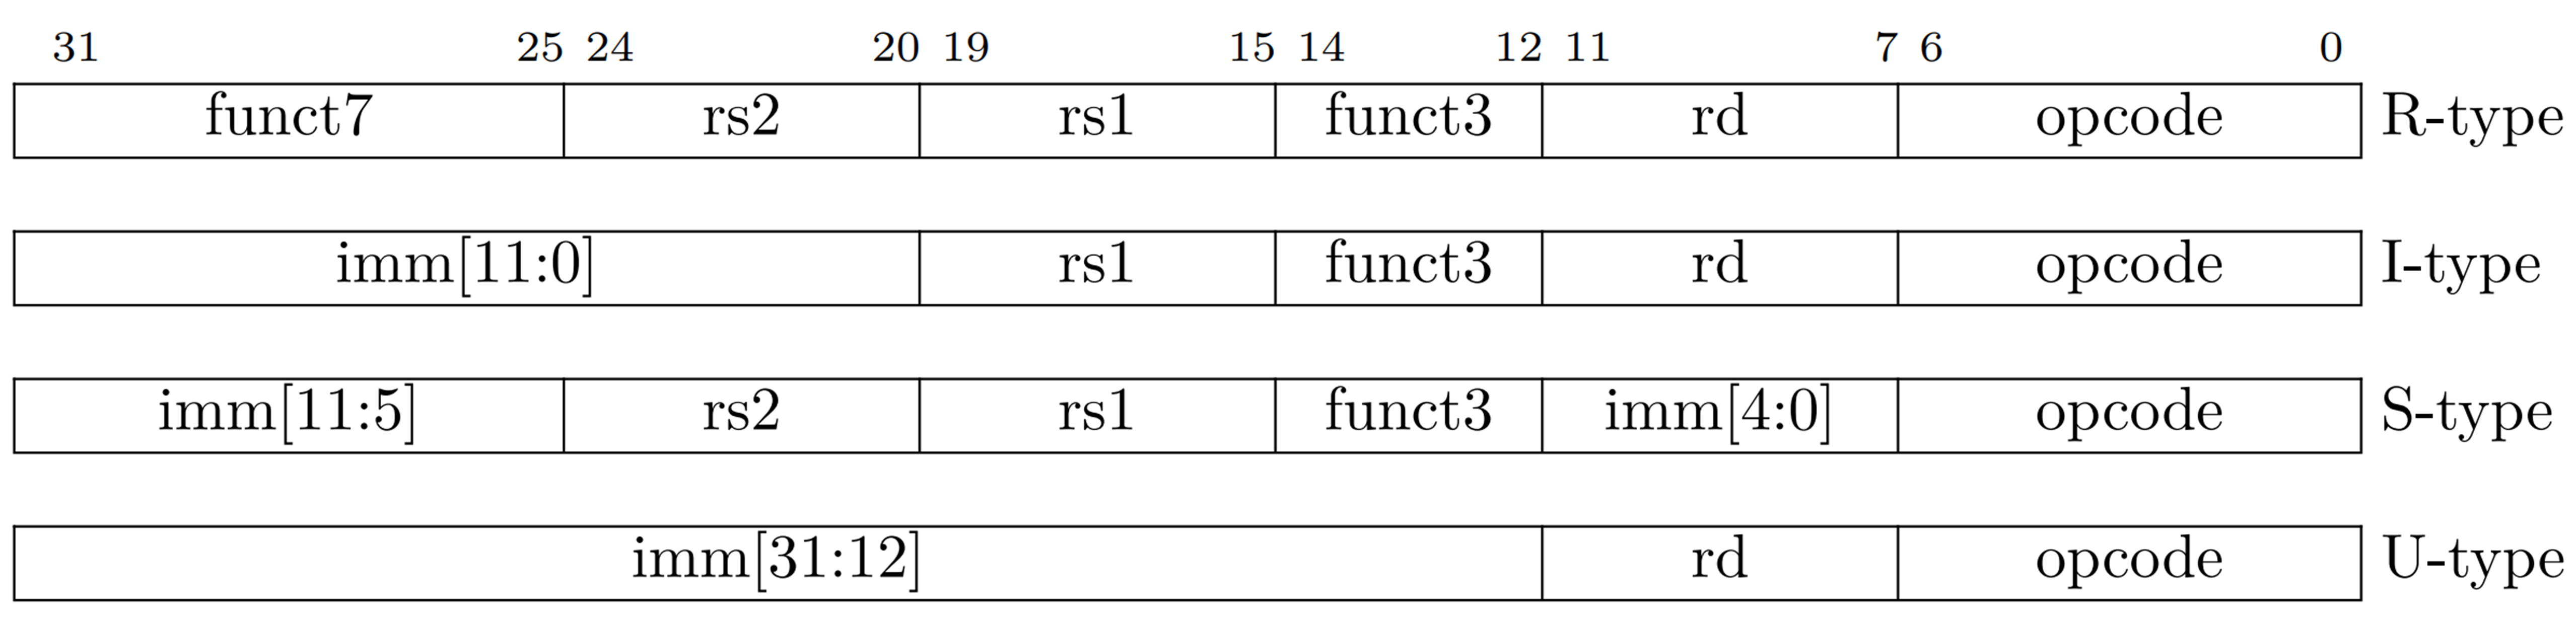 31 25 24 20 19 15 14 12 11 7 6 0
funct7 rs2 rs1 funct3 rd opcode R-type
imm[11:0] rs1 funct3 rd opcode I-type
imm[11:5] rs2 rs1 funct3 imm[4:0] opcode S-type
imm[31:12] rd opcode U-type